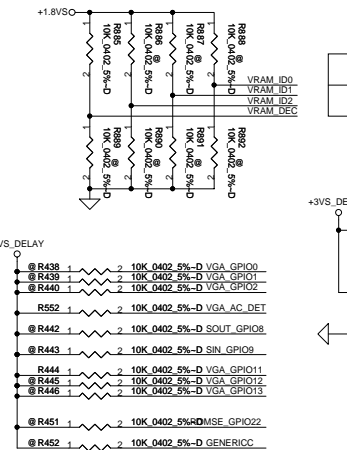 +1.8VS
R885
10K_0402_5%~D
R886 @
10K_0402_5%~D
R887 @
10K_0402_5%~D
R888 @
10K_0402_5%~D
VRAM_ID0
VRAM_ID1
VRAM_ID2
VRAM_DEC
R889 @
10K_0402_5%~D
R890 @
10K_0402_5%~D
R891 @
10K_0402_5%~D
R892 @
10K_0402_5%~D
+3VS_DE
VS_DELAY
@ R438 1 2 10K_0402_5%~D VGA_GPIO0
@ R439 1 2 10K_0402_5%~D VGA_GPIO1
@ R440 1 2 10K_0402_5%~D VGA_GPIO2
R552 1 2 10K_0402_5%~D VGA_AC_DET
@ R442 1 2 10K_0402_5%~D SOUT_GPIO8
@ R443 1 2 10K_0402_5%~D SIN_GPIO9
R444 1 2 10K_0402_5%~D VGA_GPIO11
@ R445 1 2 10K_0402_5%~D VGA_GPIO12
@ R446 1 2 10K_0402_5%~D VGA_GPIO13
@ R451 1 2 10K_0402_5%~D ROMSE_GPIO22
@ R452 1 2 10K_0402_5%~D GENERICC